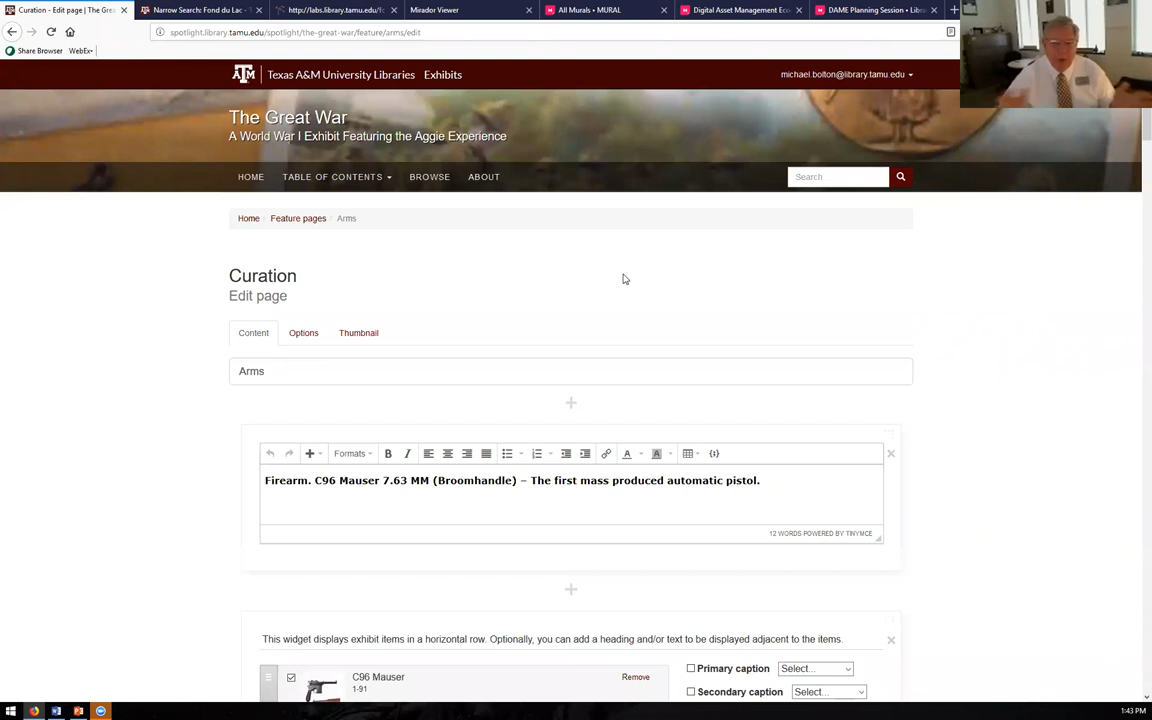 Curation - Edit page | The Grea
Narrow Search: Fond du Lac -
http://labs.library.tamu.edu/fc
Mirador Viewer
All Murals • MURAL
Digital Asset Management Eco
DAME Planning Session • Libra
spotlight.library.tamu.edu/spotlight/the-great-war/feature/arms/edit
Share Browser WebEx
Texas A&M University Libraries Exhibits
michael.bolton@library.tamu.edu
The Great War
A World War I Exhibit Featuring the Aggie Experience
HOME TABLE OF CONTENTS BROWSE ABOUT Search
Home Feature pages Arms
Curation
Edit page
Content Options Thumbnail
Arms
Formats B I A A
Firearm. C96 Mauser 7.63 MM (Broomhandle) – The first mass produced automatic pistol.
12 WORDS POWERED BY TINYMCE
This widget displays exhibit items in a horizontal row. Optionally, you can add a heading and/or text to be displayed adjacent to the items.
C96 Mauser
1-91
Remove
Primary caption Select...
Secondary caption Select...
1:43 PM